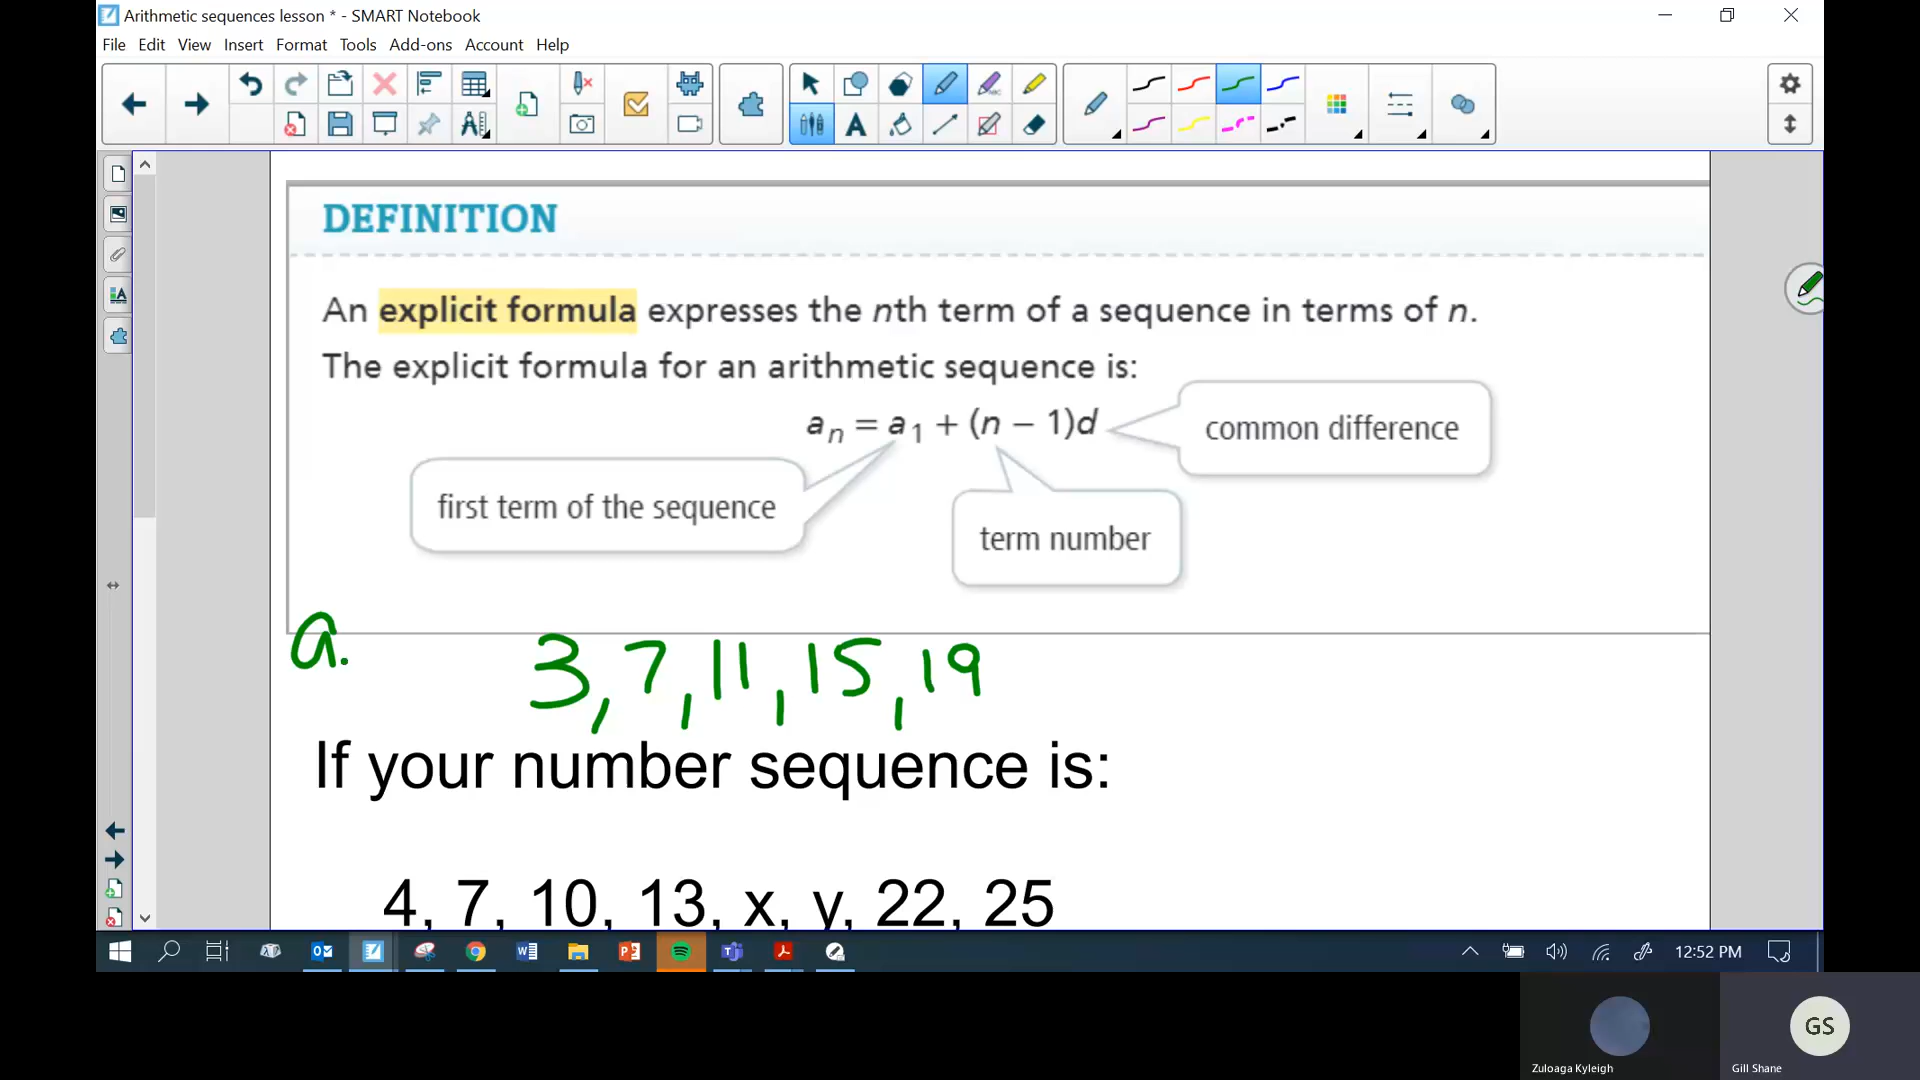 Arithmetic sequences lesson * - SMART Notebook
File Edit View Insert Format Tools Add-ons Account Help
DEFINITION
An explicit formula expresses the nth term of a sequence in terms of n.
The explicit formula for an arithmetic sequence is:
aₙ = a₁ + (n − 1)d
common difference
first term of the sequence
term number
a. 3, 7, 11, 15, 19
If your number sequence is:
4, 7, 10, 13, x, y, 22, 25
12:52 PM
GS
Zuloaga Kyleigh
Gill Shane